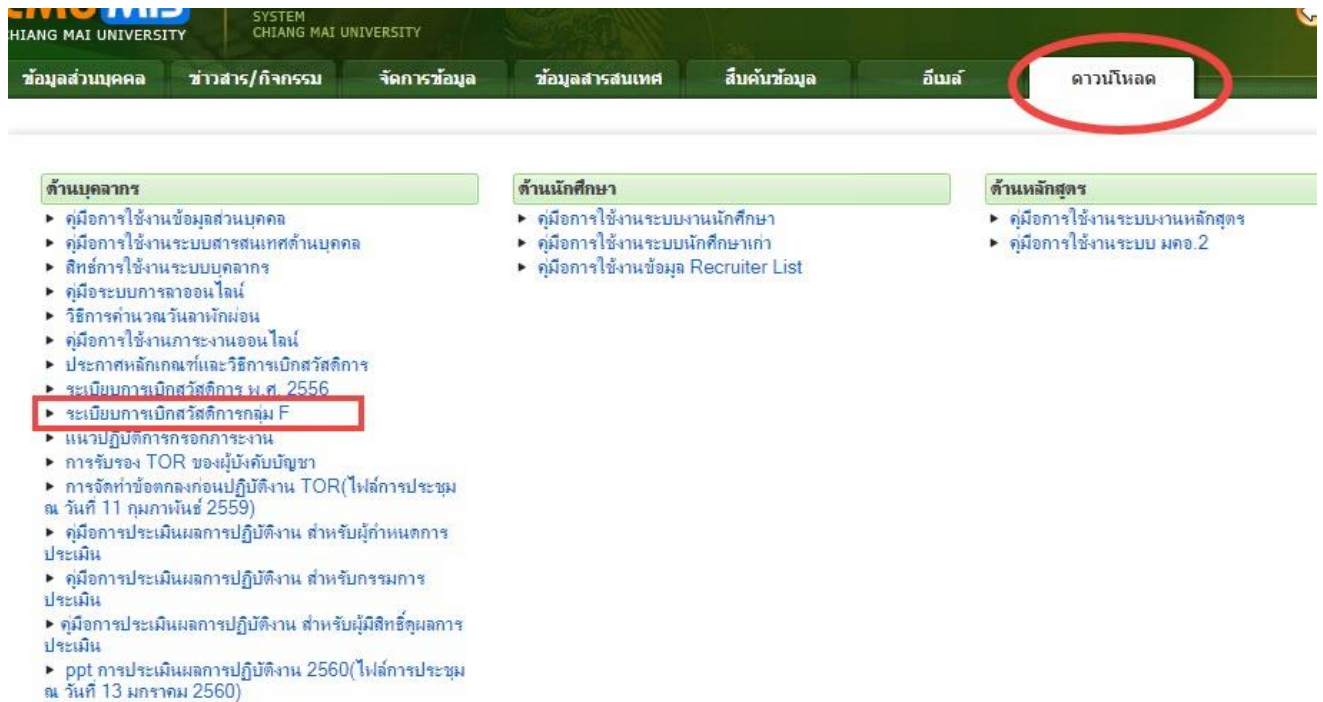 CMU MIS
SYSTEM
CHIANG MAI UNIVERSITY
CHIANG MAI UNIVERSITY
ข้อมูลส่วนบุคคล ข่าวสาร/กิจกรรม จัดการข้อมูล ข้อมูลสารสนเทศ สืบค้นข้อมูล อีเมล์ ดาวน์โหลด
ด้านบุคลากร
▸ คู่มือการใช้งานข้อมูลส่วนบุคคล
▸ คู่มือการใช้งานระบบสารสนเทศด้านบุคคล
▸ สิทธ์การใช้งานระบบบุคลากร
▸ คู่มือระบบการลาออนไลน์
▸ วิธีการคำนวณวันลาพักผ่อน
▸ คู่มือการใช้งานภาระงานออนไลน์
▸ ประกาศหลักเกณฑ์และวิธีการเบิกสวัสดิการ
▸ ระเบียบการเบิกสวัสดิการ พ.ศ. 2556
▸ ระเบียบการเบิกสวัสดิการกลุ่ม F
▸ แนวปฏิบัติการกรอกภาระงาน
▸ การรับรอง TOR ของผู้บังคับบัญชา
▸ การจัดทำข้อตกลงก่อนปฏิบัติงาน TOR(ไฟล์การประชุม
ณ วันที่ 11 กุมภาพันธ์ 2559)
▸ คู่มือการประเมินผลการปฏิบัติงาน สำหรับผู้กำหนดการ
ประเมิน
▸ คู่มือการประเมินผลการปฏิบัติงาน สำหรับกรรมการ
ประเมิน
▸ คู่มือการประเมินผลการปฏิบัติงาน สำหรับผู้มีสิทธิ์ดูผลการ
ประเมิน
▸ ppt การประเมินผลการปฏิบัติงาน 2560(ไฟล์การประชุม
ณ วันที่ 13 มกราคม 2560)
ด้านนักศึกษา
▸ คู่มือการใช้งานระบบงานนักศึกษา
▸ คู่มือการใช้งานระบบนักศึกษาเก่า
▸ คู่มือการใช้งานข้อมูล Recruiter List
ด้านหลักสูตร
▸ คู่มือการใช้งานระบบงานหลักสูตร
▸ คู่มือการใช้งานระบบ มคอ.2